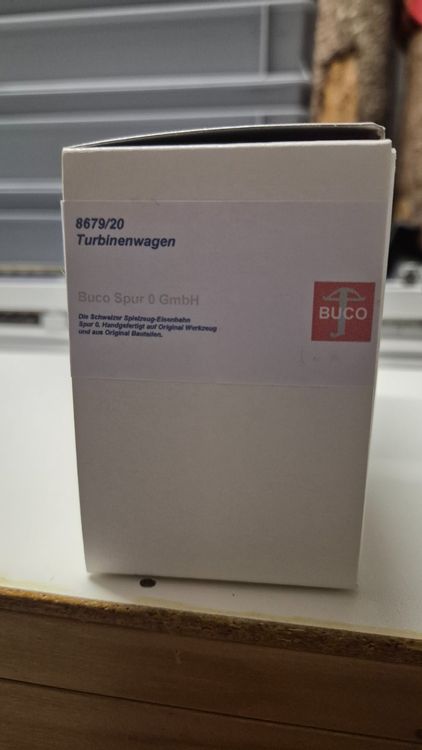 8679/20
Turbinenwagen
Buco Spur 0 GmbH
BUCO
Die Schweizer Spielzeug-Eisenbahn
Spur 0. Handgefertigt auf Original Werkzeug
und aus Original Bauteilen.